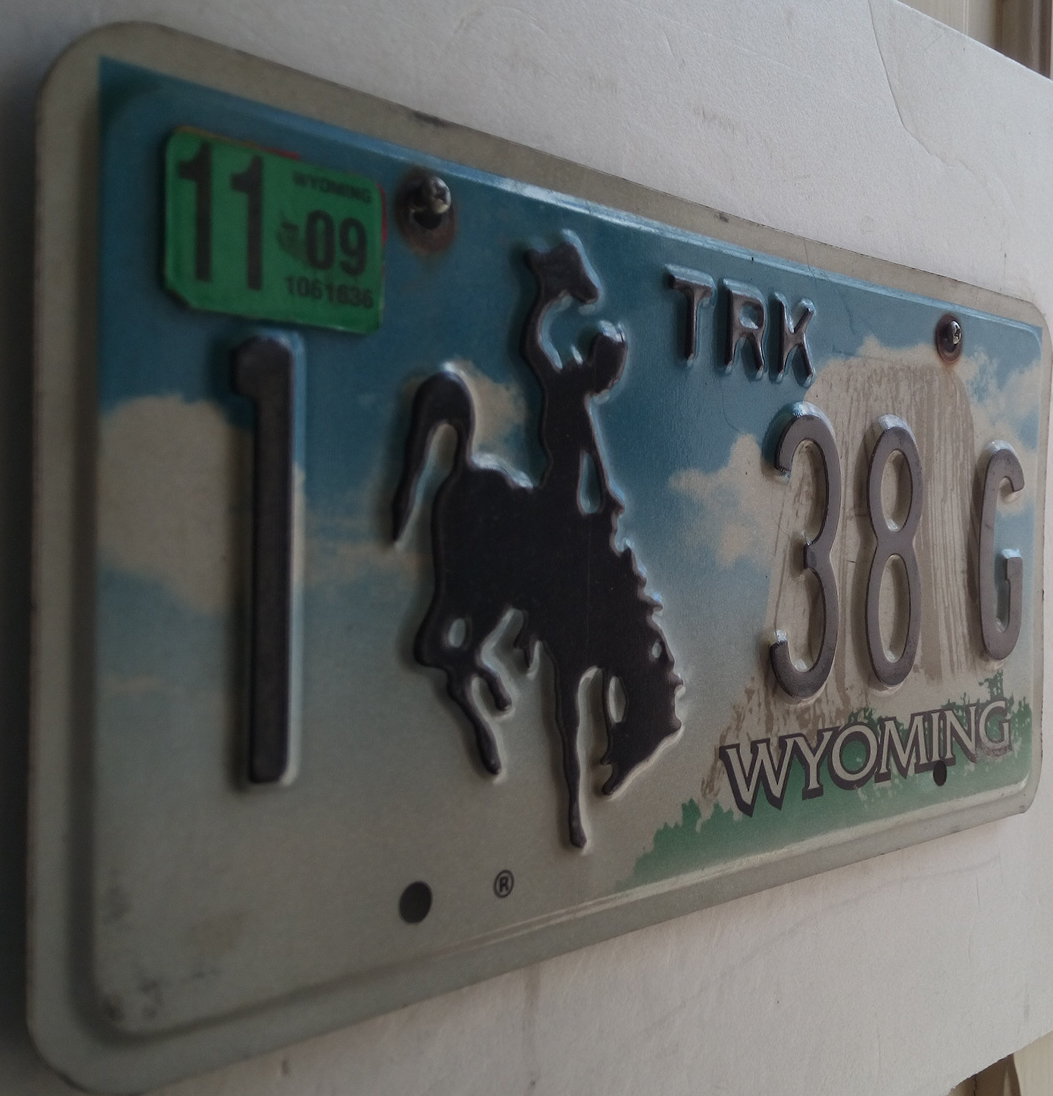 11
WYOMING
09
1061636
TRK
1 38 G
WYOMING
®